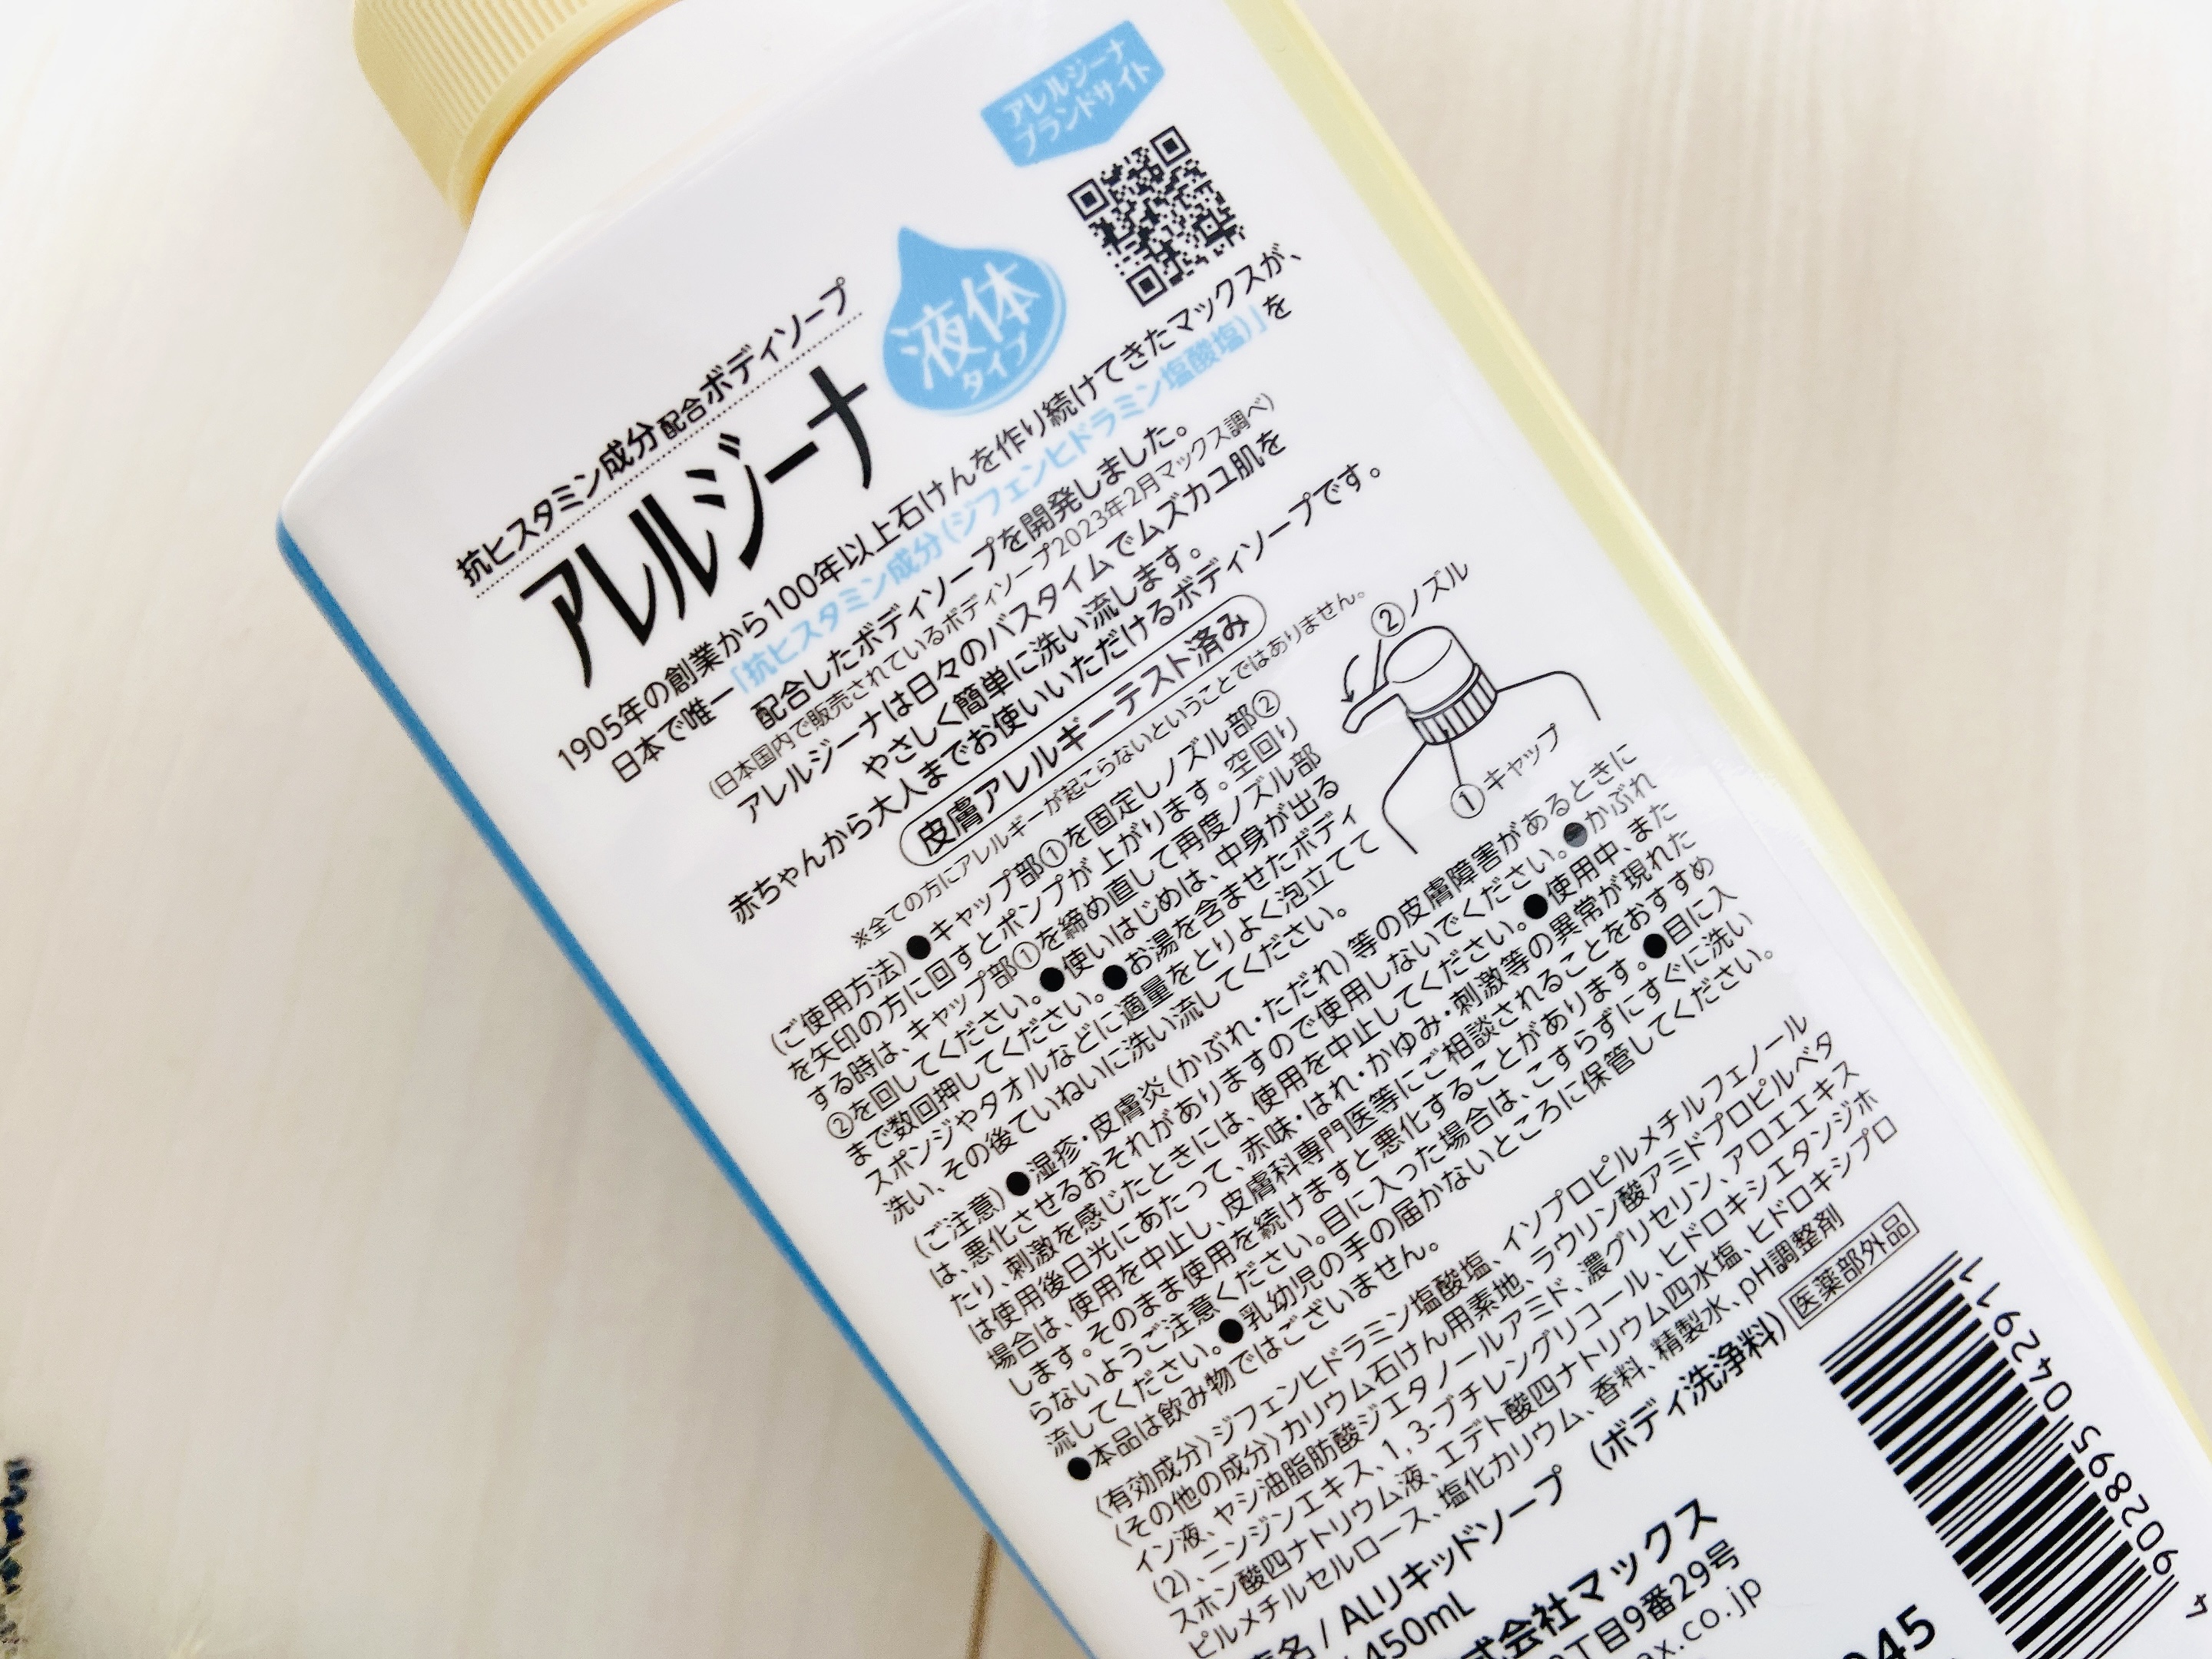 アレルジーナ
ブランドサイト
抗ヒスタミン成分配合ボディソープ
アレルジーナ
液体
タイプ
1905年の創業から100年以上石けんを作り続けてきたマックスが、
日本で唯一「抗ヒスタミン成分(ジフェンヒドラミン塩酸塩)」を
配合したボディソープを開発しました。
(日本国内で販売されているボディソープ2023年2月マックス調べ)
アレルジーナは日々のバスタイムでムズカユ肌を
やさしく簡単に洗い流します。
赤ちゃんから大人までお使いいただけるボディソープです。
皮膚アレルギーテスト済み
※全ての方にアレルギーが起こらないということではありません。
②ノズル
①キャップ
(ご使用方法)●キャップ部①を固定しノズル部②
を矢印の方に回すとポンプが上がります。空回り
する時は、キャップ部①を締め直して再度ノズル部
②を回してください。●使いはじめは、中身が出る
まで数回押してください。●お湯を含ませたボディ
スポンジやタオルなどに適量をとりよく泡立てて
洗い、その後ていねいに洗い流してください。
(ご注意)●湿疹・皮膚炎(かぶれ・ただれ)等の皮膚障害があるときに
は、悪化させるおそれがありますので使用しないでください。●かぶれ
たり、刺激を感じたときには、使用を中止してください。●使用中、また
は使用後日光にあたって、赤味・はれ・かゆみ・刺激等の異常が現れた
場合は、使用を中止し、皮膚科専門医等にご相談されることをおすすめ
します。そのまま使用を続けますと悪化することがあります。●目に入
らないようご注意ください。目に入った場合は、こすらずにすぐに洗い
流してください。●乳幼児の手の届かないところに保管してください。
●本品は飲み物ではございません。
〈有効成分〉ジフェンヒドラミン塩酸塩、イソプロピルメチルフェノール
〈その他の成分〉カリウム石けん用素地、ラウリン酸アミドプロピルベタ
イン液、ヤシ油脂肪酸ジエタノールアミド、濃グリセリン、アロエエキス
(2)、ニンジンエキス、1,3-ブチレングリコール、ヒドロキシエタンジホ
スホン酸四ナトリウム液、エデト酸四ナトリウム四水塩、ヒドロキシプロ
ピルメチルセルロース、塩化カリウム、香料、精製水、pH調整剤
名/ALリキッドソープ (ボディ洗浄料) 医薬部外品
450mL
式会社マックス
丁目9番29号
ax.co.jp
045
4 902895 042911